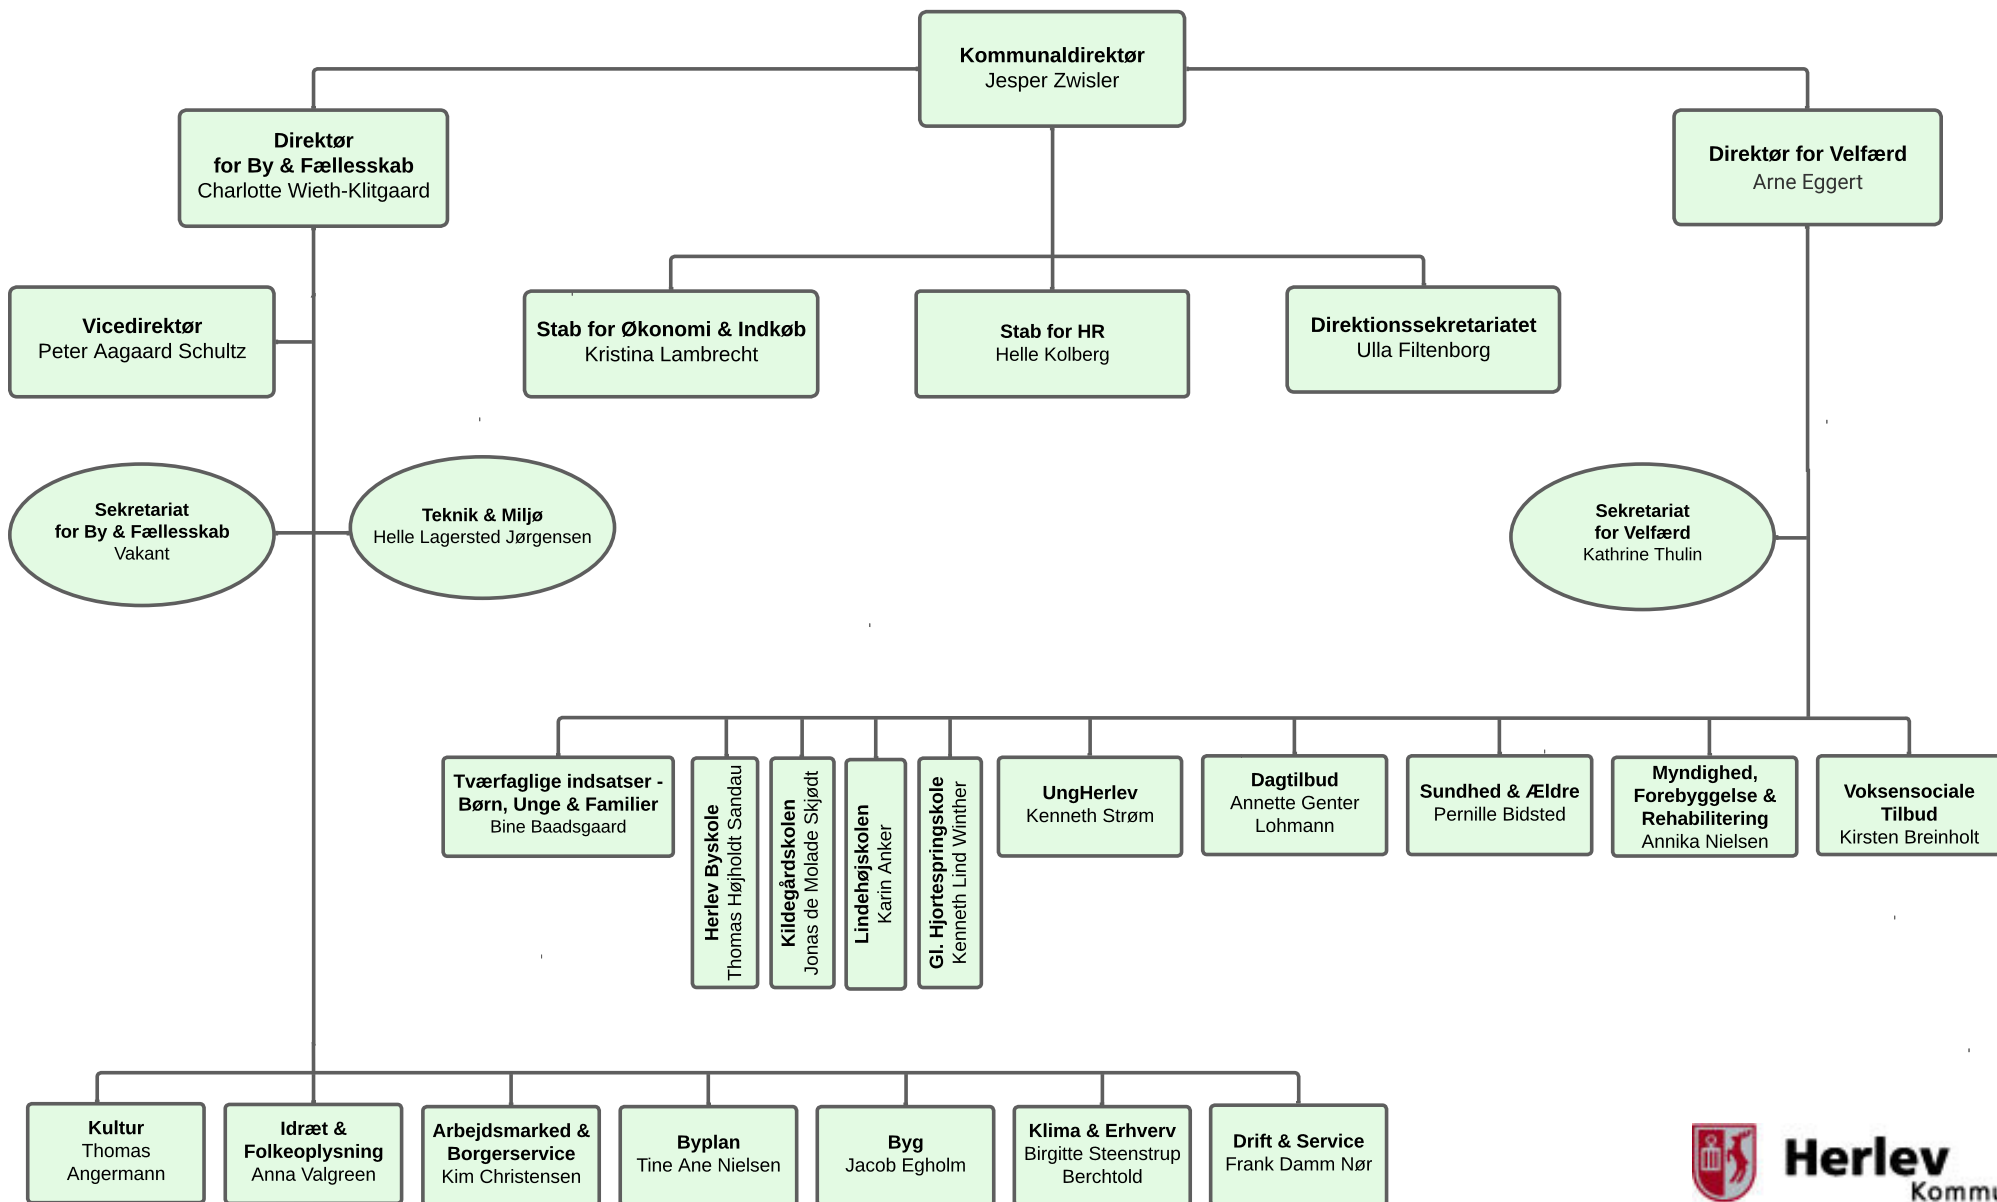 Kommunaldirektør
Jesper Zwisler
Direktør
for By & Fællesskab
Charlotte Wieth-Klitgaard
Direktør for Velfærd
Arne Eggert
Vicedirektør
Peter Aagaard Schultz
Stab for Økonomi & Indkøb
Kristina Lambrecht
Stab for HR
Helle Kolberg
Direktionssekretariatet
Ulla Filtenborg
Sekretariat
for By & Fællesskab
Vakant
Teknik & Miljø
Helle Lagersted Jørgensen
Sekretariat
for Velfærd
Kathrine Thulin
Tværfaglige indsatser -
Børn, Unge & Familier
Bine Baadsgaard
Herlev Byskole
Thomas Højholdt Sandau
Kildegårdskolen
Jonas de Molade Skjødt
Lindehøjskolen
Karin Anker
Gl. Hjortespringskole
Kenneth Lind Winther
UngHerlev
Kenneth Strøm
Dagtilbud
Annette Genter
Lohmann
Sundhed & Ældre
Pernille Bidsted
Myndighed,
Forebyggelse &
Rehabilitering
Annika Nielsen
Voksensociale
Tilbud
Kirsten Breinholt
Kultur
Thomas
Angermann
Idræt &
Folkeoplysning
Anna Valgreen
Arbejdsmarked &
Borgerservice
Kim Christensen
Byplan
Tine Ane Nielsen
Byg
Jacob Egholm
Klima & Erhverv
Birgitte Steenstrup
Berchtold
Drift & Service
Frank Damm Nør
Herlev